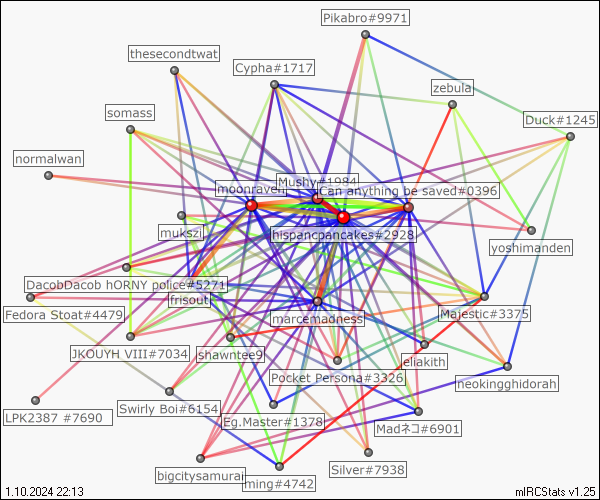 Pikabro#9971
thesecondtwat
Cypha#1717
zebula
somass
Duck#1245
normalwan
Mushy#1984
moonraven
Can anything be saved#0396
mukszi
hispancpancakes#2928
yoshimanden
DacobDacob hORNY police#5271
frisout
Fedora Stoat#4479
marcemadness
Majestic#3375
JKOUYH VIII#7034
shawntee9
eliakith
Pocket Persona#3326
neokingghidorah
LPK2387 #7690
Swirly Boi#6154
Eg.Master#1378
Madネコ#6901
bigcitysamurai
Silver#7938
ming#4742
1.10.2024 22:13
mIRCStats v1.25